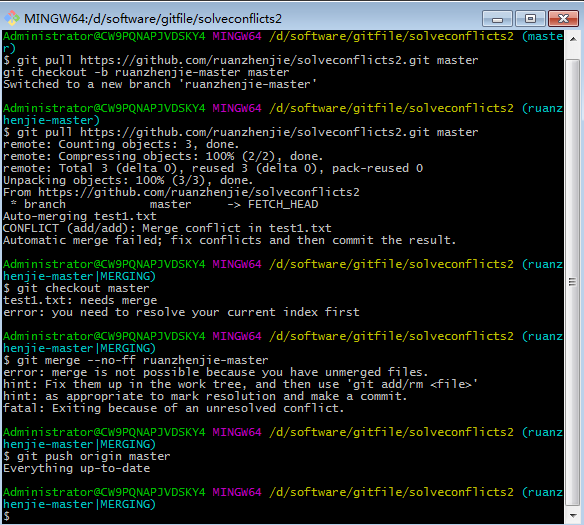 MINGW64:/d/software/gitfile/solveconflicts2
Administrator@CW9PQNAPJVDSKY4 MINGW64 /d/software/gitfile/solveconflicts2 (maste
r)
$ git pull https://github.com/ruanzhenjie/solveconflicts2.git master
git checkout -b ruanzhenjie-master master
Switched to a new branch 'ruanzhenjie-master'
Administrator@CW9PQNAPJVDSKY4 MINGW64 /d/software/gitfile/solveconflicts2 (ruanz
henjie-master)
$ git pull https://github.com/ruanzhenjie/solveconflicts2.git master
remote: Counting objects: 3, done.
remote: Compressing objects: 100% (2/2), done.
remote: Total 3 (delta 0), reused 3 (delta 0), pack-reused 0
Unpacking objects: 100% (3/3), done.
From https://github.com/ruanzhenjie/solveconflicts2
 * branch            master     -> FETCH_HEAD
Auto-merging test1.txt
CONFLICT (add/add): Merge conflict in test1.txt
Automatic merge failed; fix conflicts and then commit the result.
Administrator@CW9PQNAPJVDSKY4 MINGW64 /d/software/gitfile/solveconflicts2 (ruanz
henjie-master|MERGING)
$ git checkout master
test1.txt: needs merge
error: you need to resolve your current index first
Administrator@CW9PQNAPJVDSKY4 MINGW64 /d/software/gitfile/solveconflicts2 (ruanz
henjie-master|MERGING)
$ git merge --no-ff ruanzhenjie-master
error: merge is not possible because you have unmerged files.
hint: Fix them up in the work tree, and then use 'git add/rm <file>'
hint: as appropriate to mark resolution and make a commit.
fatal: Exiting because of an unresolved conflict.
Administrator@CW9PQNAPJVDSKY4 MINGW64 /d/software/gitfile/solveconflicts2 (ruanz
henjie-master|MERGING)
$ git push origin master
Everything up-to-date
Administrator@CW9PQNAPJVDSKY4 MINGW64 /d/software/gitfile/solveconflicts2 (ruanz
henjie-master|MERGING)
$